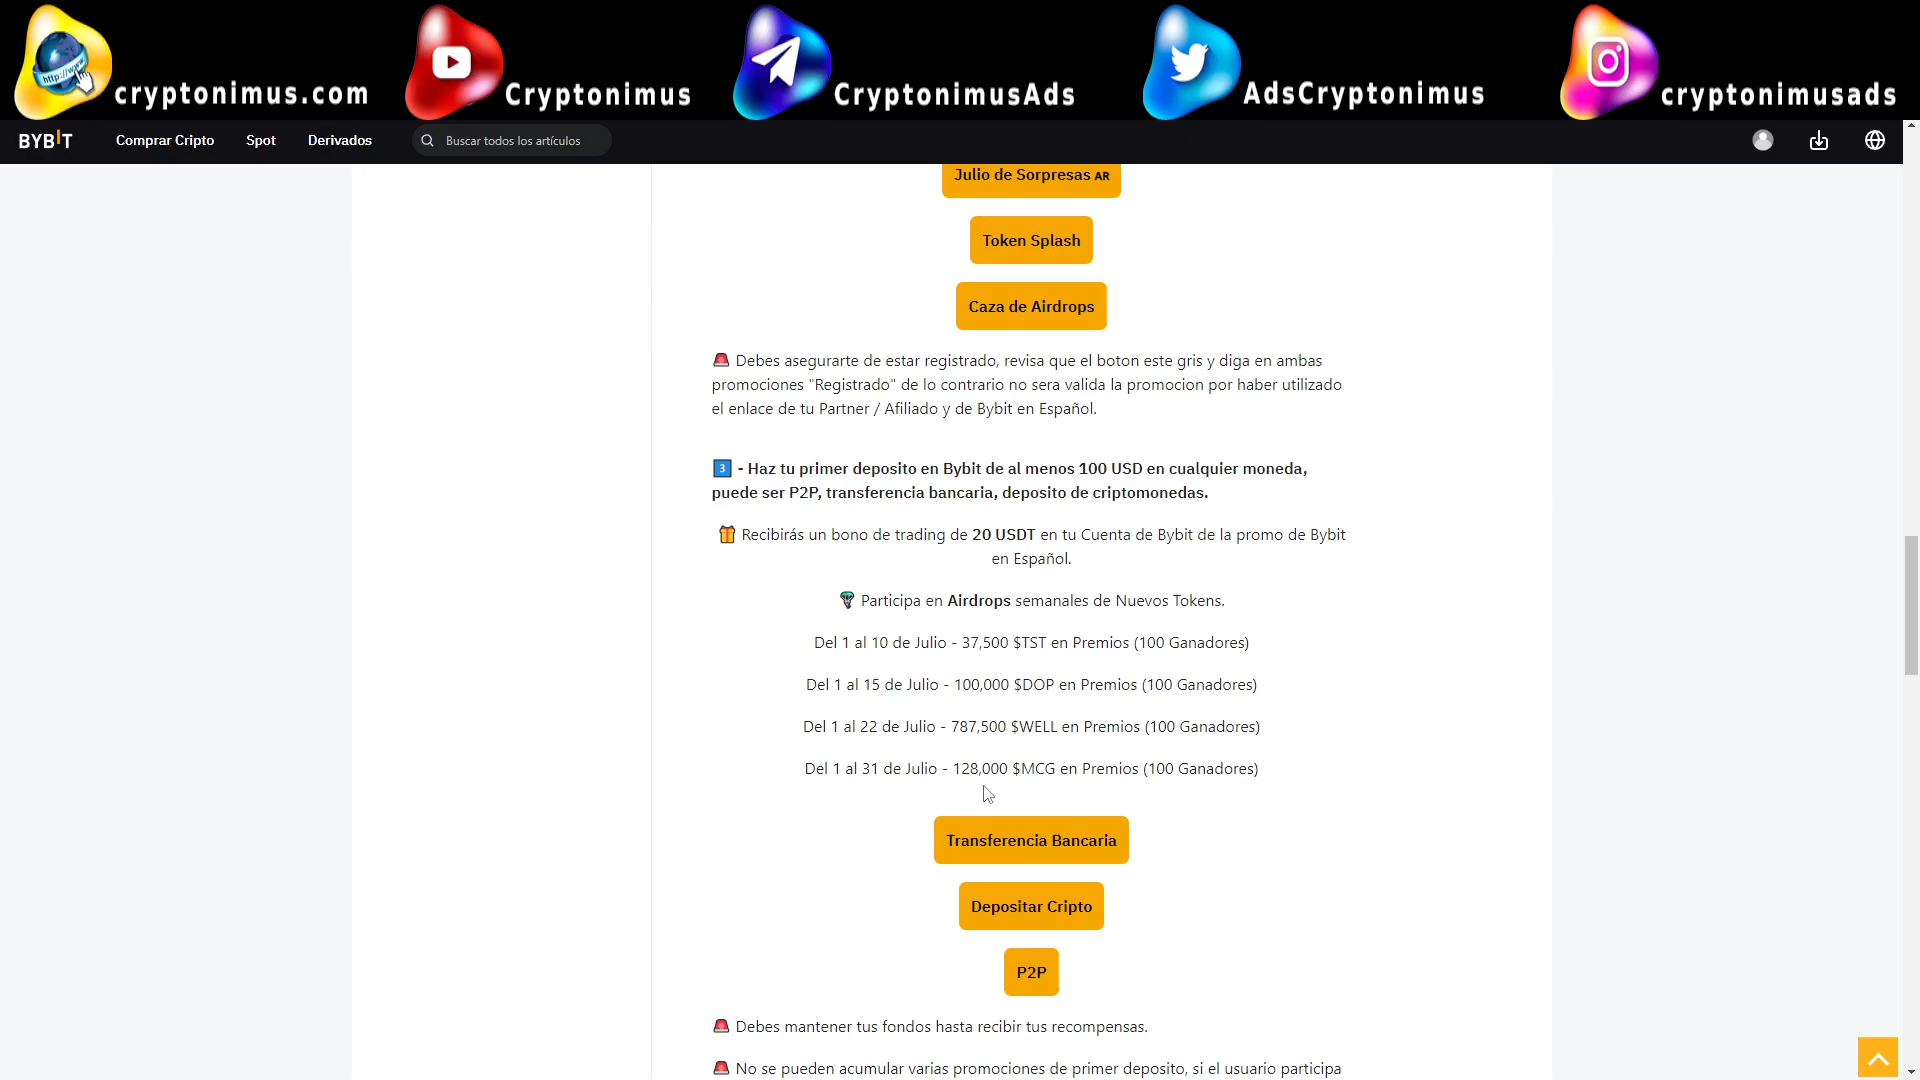 http://www
cryptonimus.com
Cryptonimus
CryptonimusAds
AdsCryptonimus
cryptonimusads
BYBIT
Comprar Cripto
Spot
Derivados
Buscar todos los artículos
Julio de Sorpresas AR
Token Splash
Caza de Airdrops
🚨 Debes asegurarte de estar registrado, revisa que el boton este gris y diga en ambas
promociones "Registrado" de lo contrario no sera valida la promocion por haber utilizado
el enlace de tu Partner / Afiliado y de Bybit en Español.
3 - Haz tu primer deposito en Bybit de al menos 100 USD en cualquier moneda,
puede ser P2P, transferencia bancaria, deposito de criptomonedas.
🎁 Recibirás un bono de trading de 20 USDT en tu Cuenta de Bybit de la promo de Bybit
en Español.
🪂 Participa en Airdrops semanales de Nuevos Tokens.
Del 1 al 10 de Julio - 37,500 $TST en Premios (100 Ganadores)
Del 1 al 15 de Julio - 100,000 $DOP en Premios (100 Ganadores)
Del 1 al 22 de Julio - 787,500 $WELL en Premios (100 Ganadores)
Del 1 al 31 de Julio - 128,000 $MCG en Premios (100 Ganadores)
Transferencia Bancaria
Depositar Cripto
P2P
🚨 Debes mantener tus fondos hasta recibir tus recompensas.
🚨 No se pueden acumular varias promociones de primer deposito, si el usuario participa